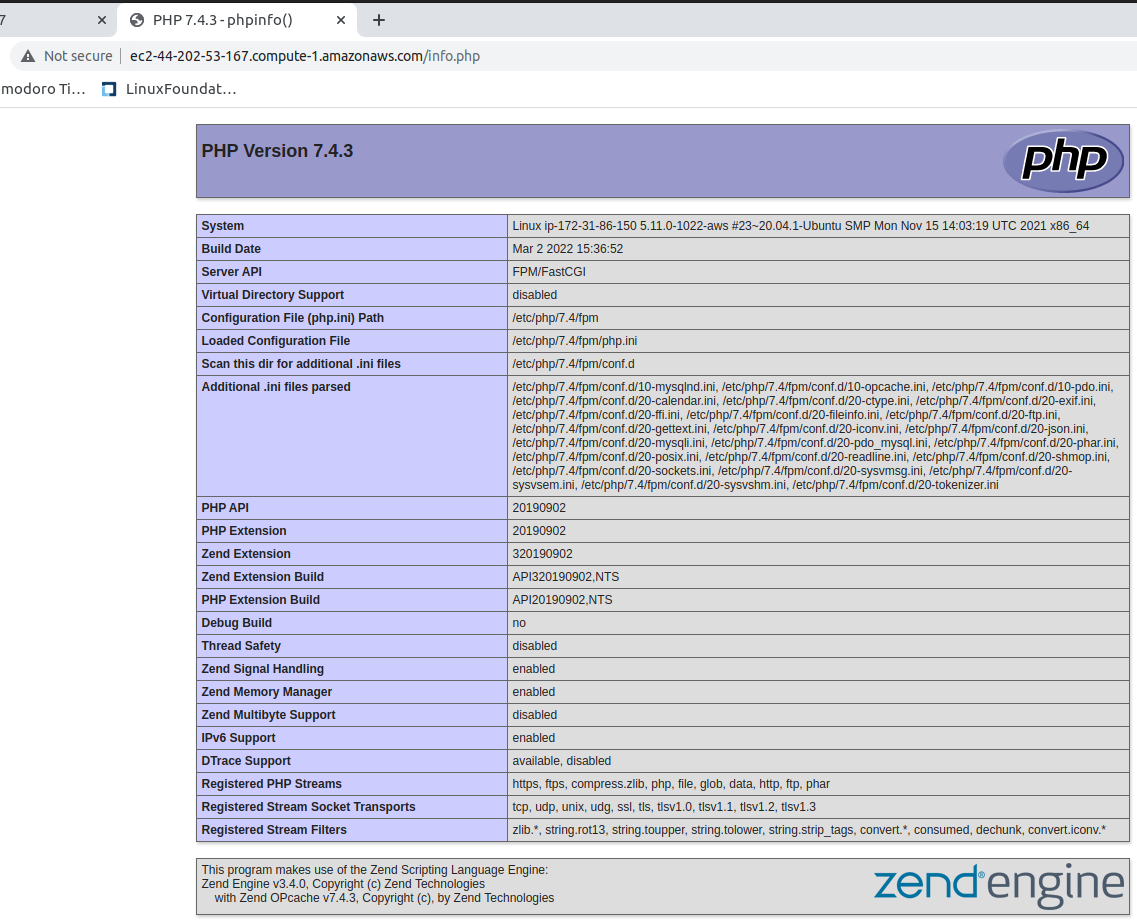 7
PHP 7.4.3 - phpinfo()
Not secure ec2-44-202-53-167.compute-1.amazonaws.com/info.php
modoro Ti… LinuxFoundat…
PHP Version 7.4.3
php
System Linux ip-172-31-86-150 5.11.0-1022-aws #23~20.04.1-Ubuntu SMP Mon Nov 15 14:03:19 UTC 2021 x86_64
Build Date Mar 2 2022 15:36:52
Server API FPM/FastCGI
Virtual Directory Support disabled
Configuration File (php.ini) Path /etc/php/7.4/fpm
Loaded Configuration File /etc/php/7.4/fpm/php.ini
Scan this dir for additional .ini files /etc/php/7.4/fpm/conf.d
Additional .ini files parsed /etc/php/7.4/fpm/conf.d/10-mysqlnd.ini, /etc/php/7.4/fpm/conf.d/10-opcache.ini, /etc/php/7.4/fpm/conf.d/10-pdo.ini,
/etc/php/7.4/fpm/conf.d/20-calendar.ini, /etc/php/7.4/fpm/conf.d/20-ctype.ini, /etc/php/7.4/fpm/conf.d/20-exif.ini,
/etc/php/7.4/fpm/conf.d/20-ffi.ini, /etc/php/7.4/fpm/conf.d/20-fileinfo.ini, /etc/php/7.4/fpm/conf.d/20-ftp.ini,
/etc/php/7.4/fpm/conf.d/20-gettext.ini, /etc/php/7.4/fpm/conf.d/20-iconv.ini, /etc/php/7.4/fpm/conf.d/20-json.ini,
/etc/php/7.4/fpm/conf.d/20-mysqli.ini, /etc/php/7.4/fpm/conf.d/20-pdo_mysql.ini, /etc/php/7.4/fpm/conf.d/20-phar.ini,
/etc/php/7.4/fpm/conf.d/20-posix.ini, /etc/php/7.4/fpm/conf.d/20-readline.ini, /etc/php/7.4/fpm/conf.d/20-shmop.ini,
/etc/php/7.4/fpm/conf.d/20-sockets.ini, /etc/php/7.4/fpm/conf.d/20-sysvmsg.ini, /etc/php/7.4/fpm/conf.d/20-
sysvsem.ini, /etc/php/7.4/fpm/conf.d/20-sysvshm.ini, /etc/php/7.4/fpm/conf.d/20-tokenizer.ini
PHP API 20190902
PHP Extension 20190902
Zend Extension 320190902
Zend Extension Build API320190902,NTS
PHP Extension Build API20190902,NTS
Debug Build no
Thread Safety disabled
Zend Signal Handling enabled
Zend Memory Manager enabled
Zend Multibyte Support disabled
IPv6 Support enabled
DTrace Support available, disabled
Registered PHP Streams https, ftps, compress.zlib, php, file, glob, data, http, ftp, phar
Registered Stream Socket Transports tcp, udp, unix, udg, ssl, tls, tlsv1.0, tlsv1.1, tlsv1.2, tlsv1.3
Registered Stream Filters zlib.*, string.rot13, string.toupper, string.tolower, string.strip_tags, convert.*, consumed, dechunk, convert.iconv.*
This program makes use of the Zend Scripting Language Engine:
Zend Engine v3.4.0, Copyright (c) Zend Technologies
with Zend OPcache v7.4.3, Copyright (c), by Zend Technologies
zend®engine